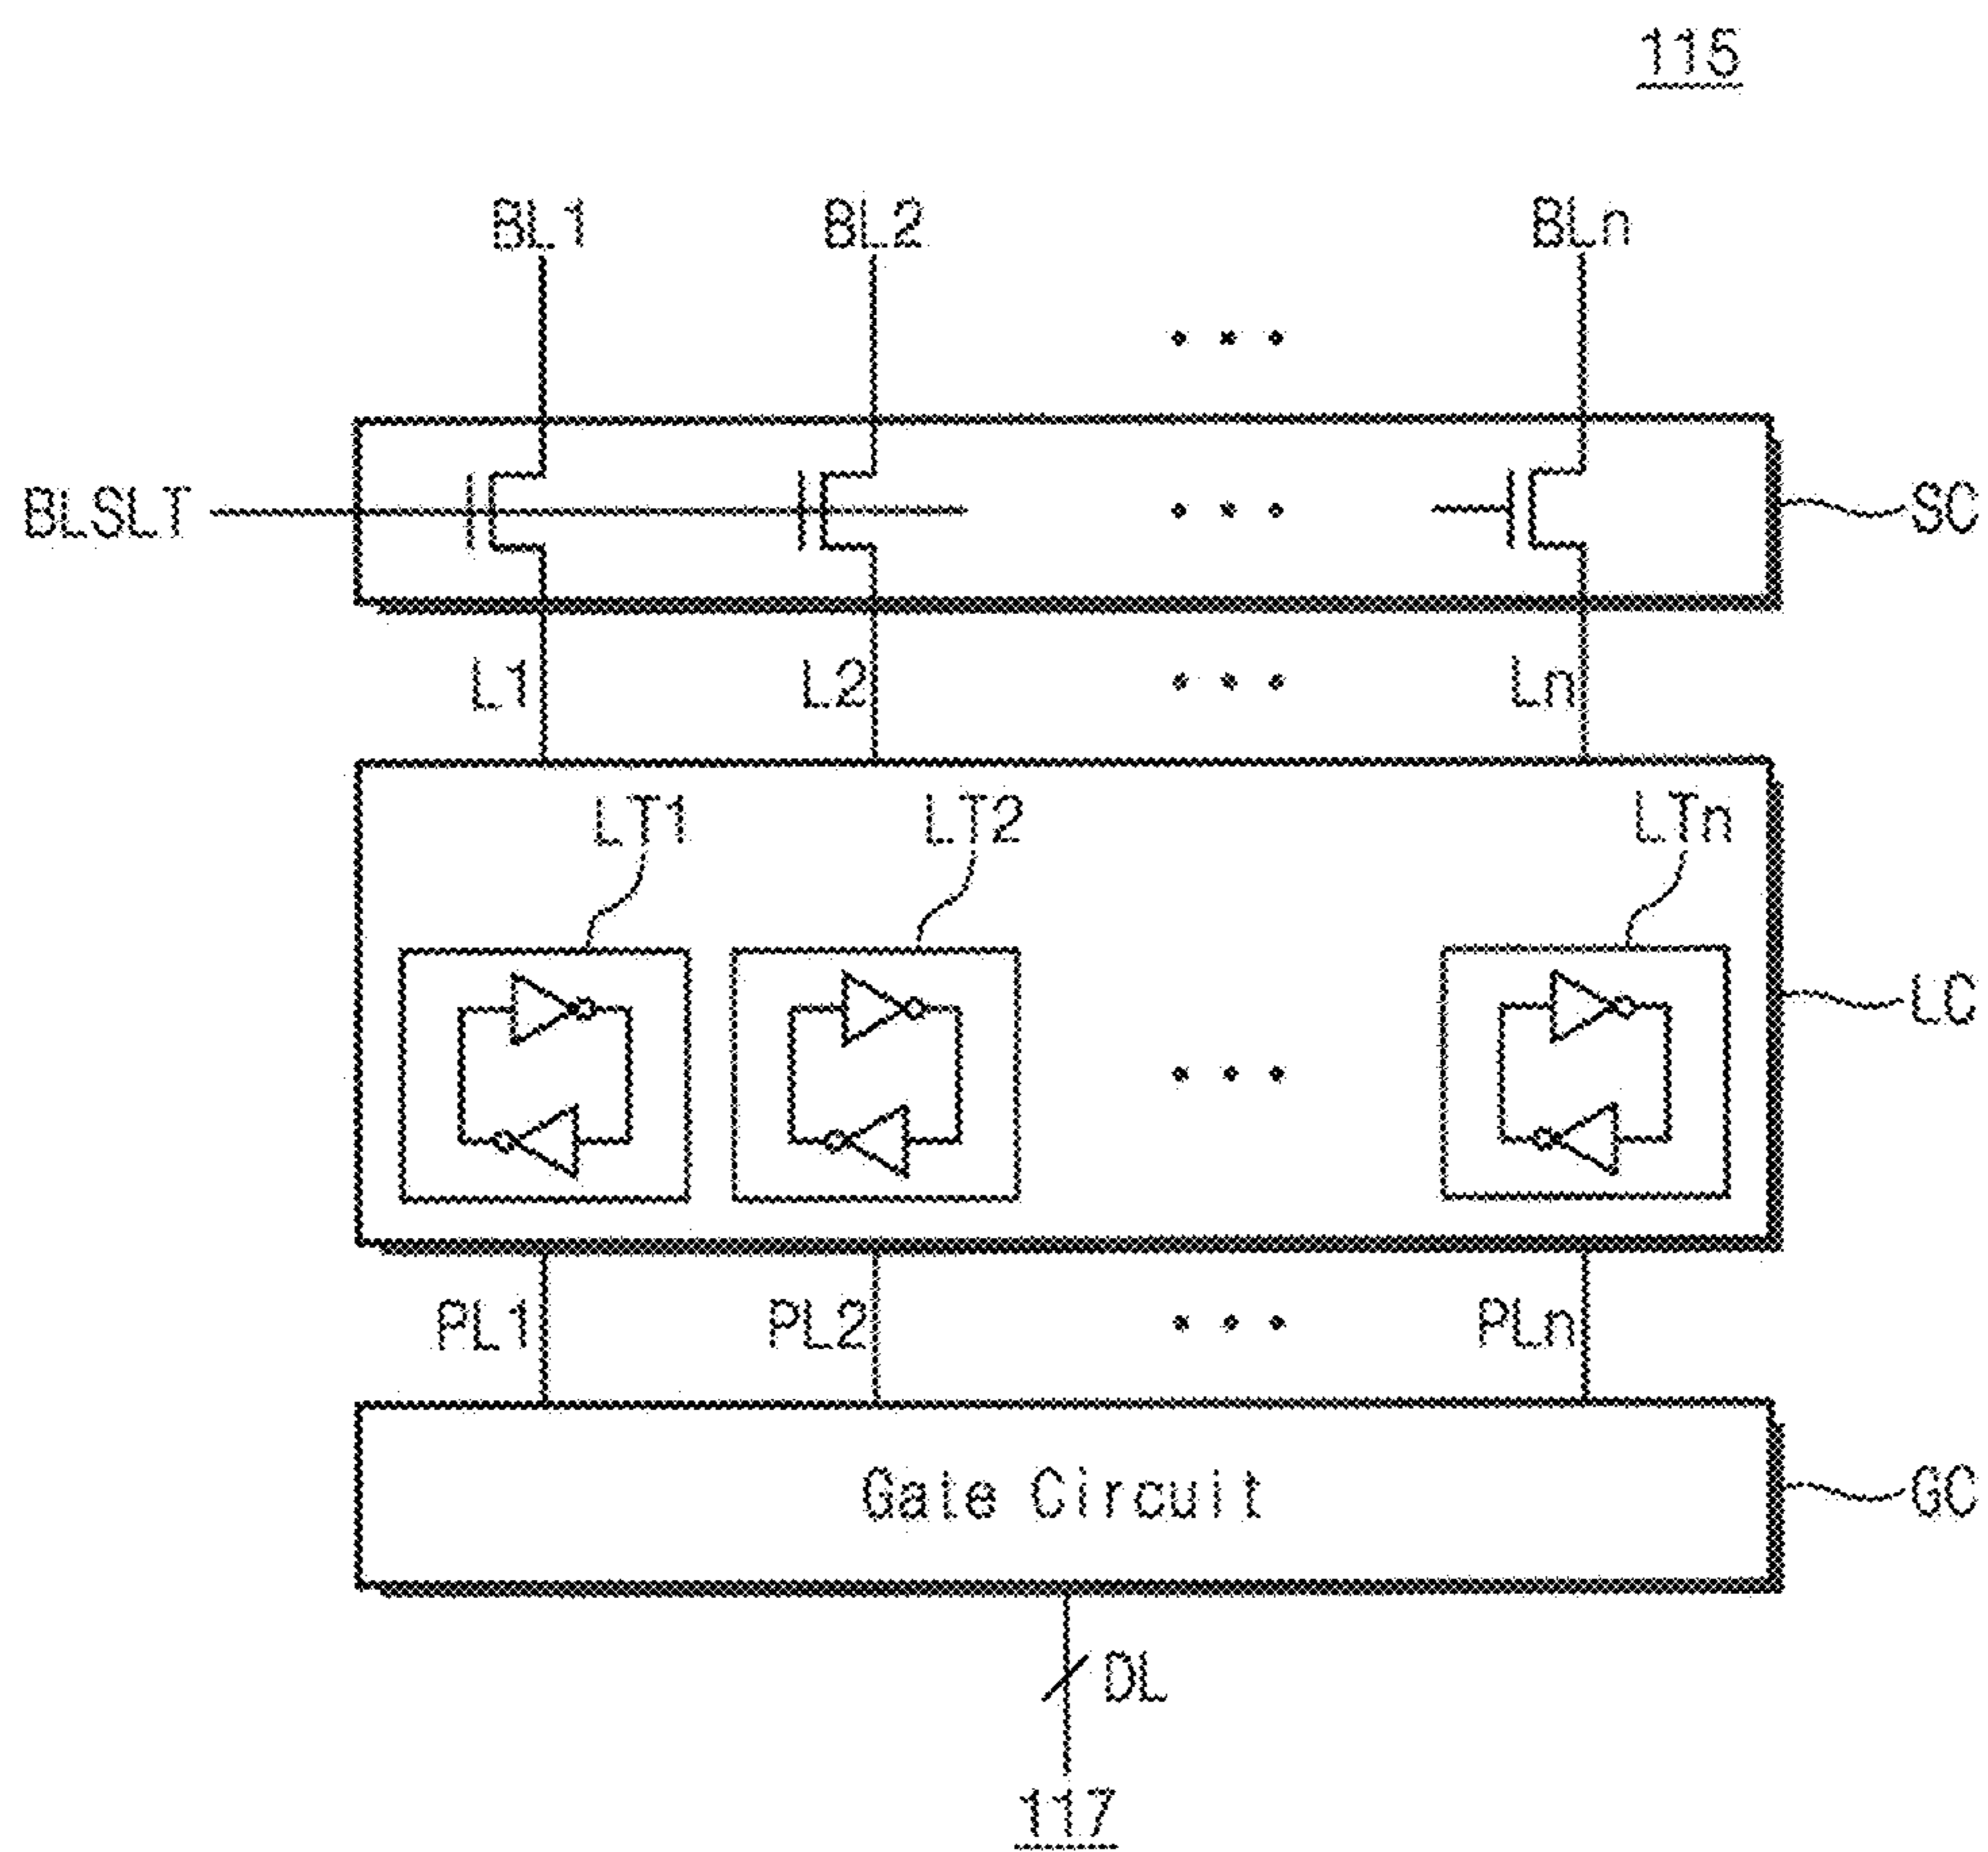 115
BL1 BL2 BLn
BLSLT
SC
L1 L2 Ln
LT1 LT2 LTn
LC
PL1 PL2 PLn
Gate Circuit
GC
DL
117